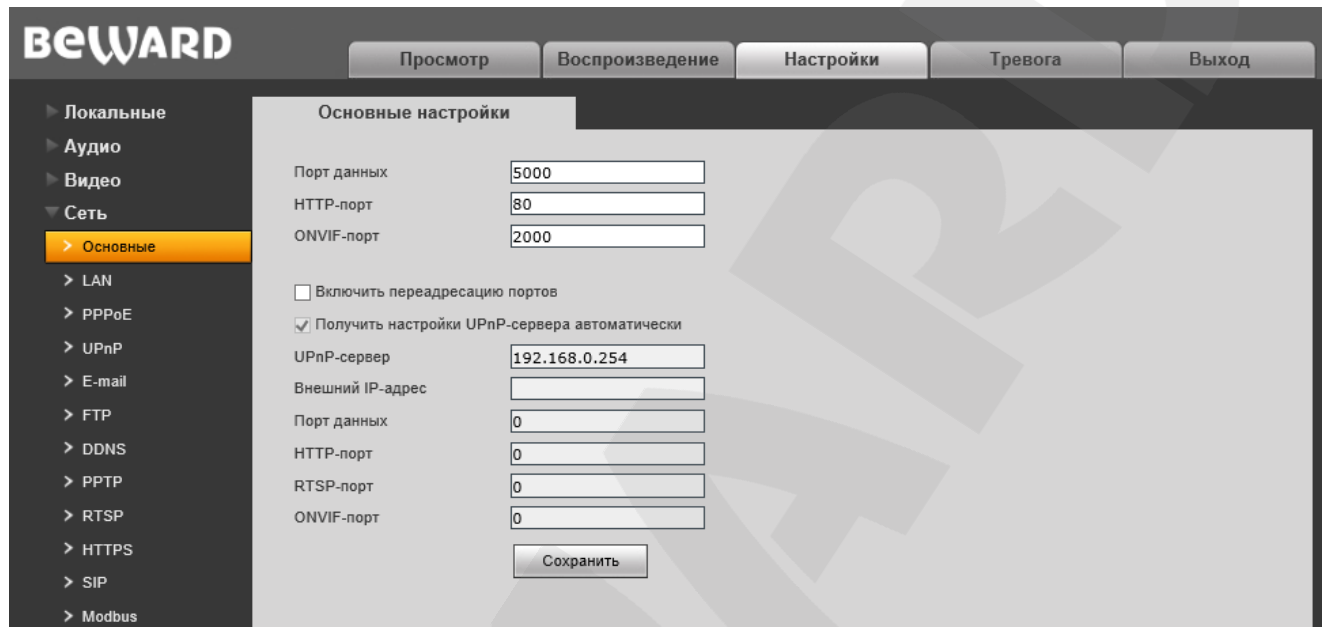 BEWARD
Просмотр
Воспроизведение
Настройки
Тревога
Выход
Локальные
Аудио
Видео
Сеть
Основные
LAN
PPPoE
UPnP
E-mail
FTP
DDNS
PPTP
RTSP
HTTPS
SIP
Modbus
Основные настройки
Порт данных 5000
HTTP-порт 80
ONVIF-порт 2000
Включить переадресацию портов
Получить настройки UPnP-сервера автоматически
UPnP-сервер 192.168.0.254
Внешний IP-адрес
Порт данных 0
HTTP-порт 0
RTSP-порт 0
ONVIF-порт 0
Сохранить